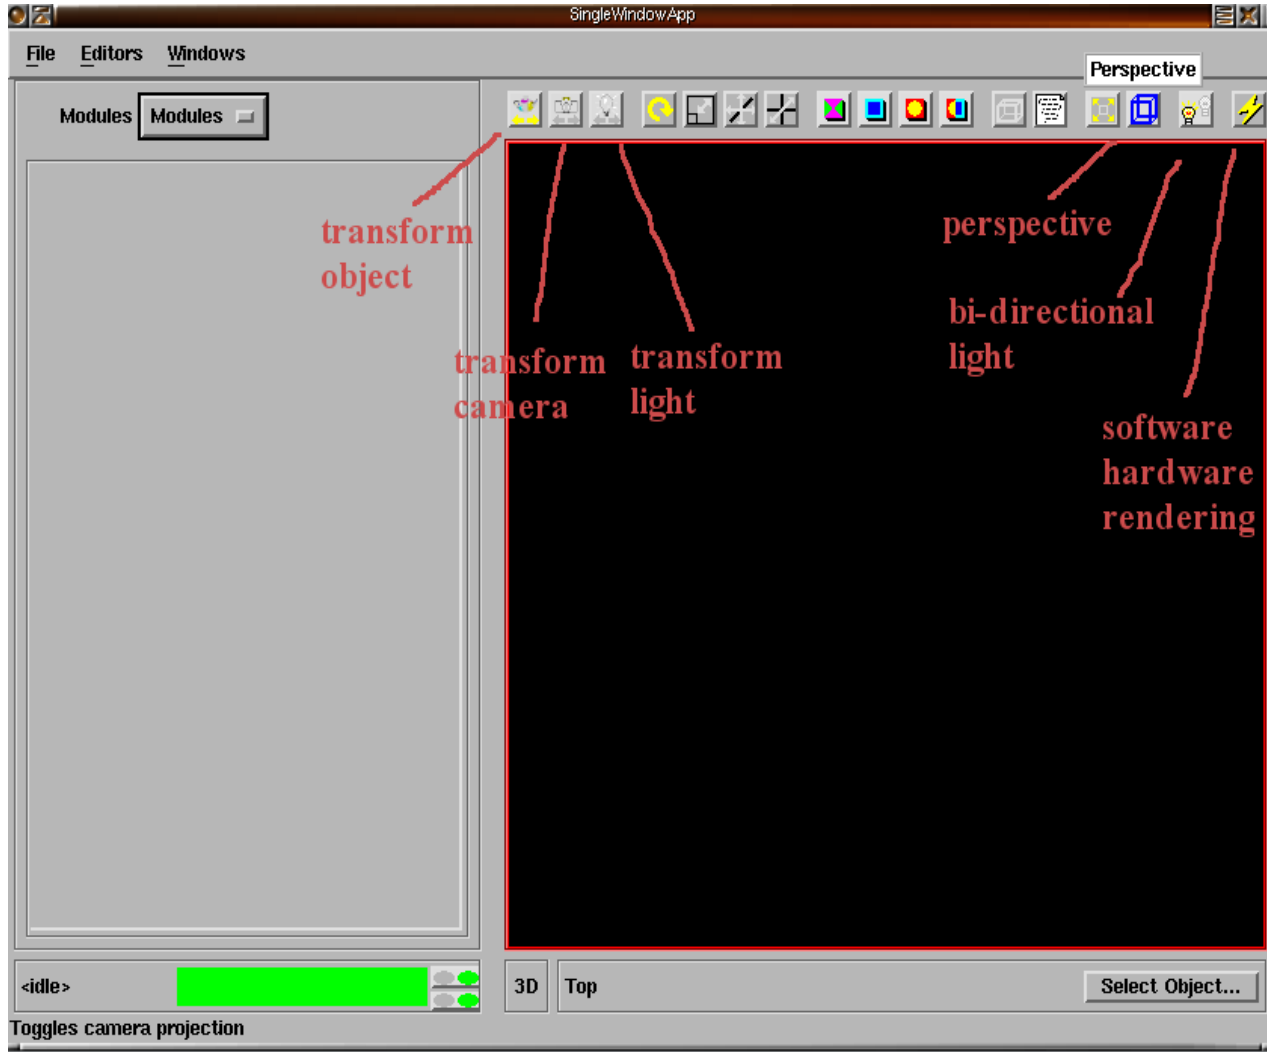 SingleWindowApp
File Editors Windows
Perspective
Modules Modules
transform
object
transform
camera
transform
light
perspective
bi-directional
light
software
hardware
rendering
<idle>
3D
Top
Select Object...
Toggles camera projection